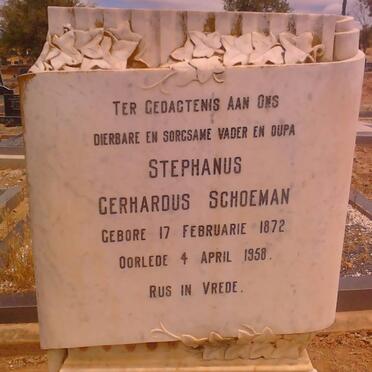 TER GEDAGTENIS AAN ONS
DIERBARE EN SORGSAME VADER EN OUPA
STEPHANUS
GERHARDUS SCHOEMAN
GEBORE 17 FEBRUARIE 1872
OORLEDE 4 APRIL 1958.
RUS IN VREDE.